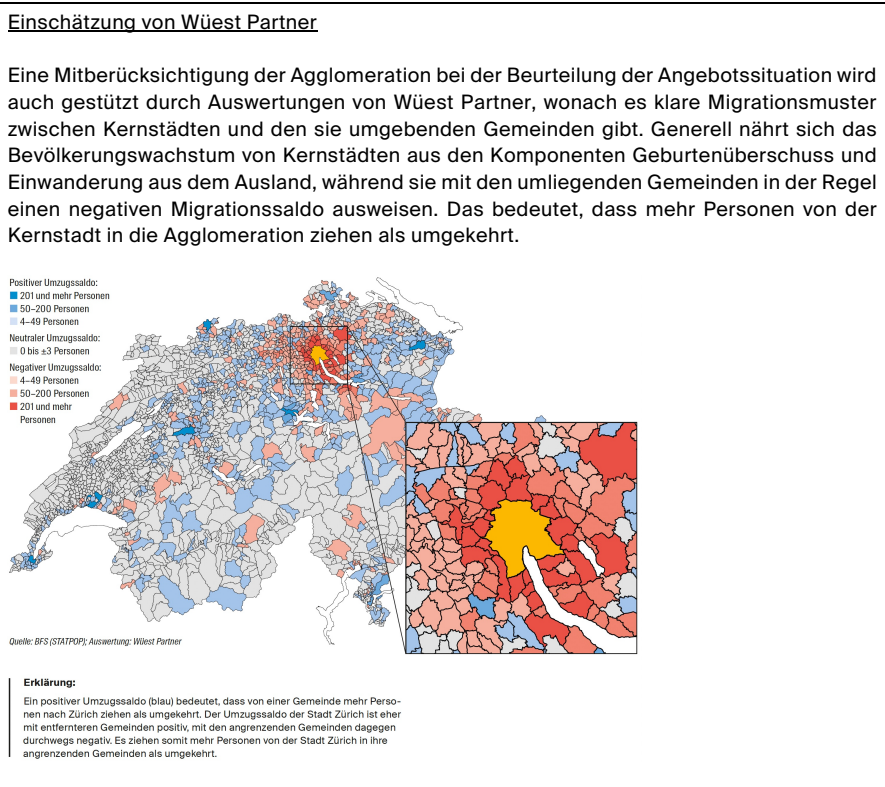 Einschätzung von Wüest Partner
Eine Mitberücksichtigung der Agglomeration bei der Beurteilung der Angebotssituation wird
auch gestützt durch Auswertungen von Wüest Partner, wonach es klare Migrationsmuster
zwischen Kernstädten und den sie umgebenden Gemeinden gibt. Generell nährt sich das
Bevölkerungswachstum von Kernstädten aus den Komponenten Geburtenüberschuss und
Einwanderung aus dem Ausland, während sie mit den umliegenden Gemeinden in der Regel
einen negativen Migrationssaldo ausweisen. Das bedeutet, dass mehr Personen von der
Kernstadt in die Agglomeration ziehen als umgekehrt.
Positiver Umzugssaldo:
201 und mehr Personen
50–200 Personen
4–49 Personen
Neutraler Umzugssaldo:
0 bis ±3 Personen
Negativer Umzugssaldo:
4–49 Personen
50–200 Personen
201 und mehr
Personen
Quelle: BFS (STATPOP); Auswertung: Wüest Partner
Erklärung:
Ein positiver Umzugssaldo (blau) bedeutet, dass von einer Gemeinde mehr Perso-
nen nach Zürich ziehen als umgekehrt. Der Umzugssaldo der Stadt Zürich ist eher
mit entfernteren Gemeinden positiv, mit den angrenzenden Gemeinden dagegen
durchwegs negativ. Es ziehen somit mehr Personen von der Stadt Zürich in ihre
angrenzenden Gemeinden als umgekehrt.